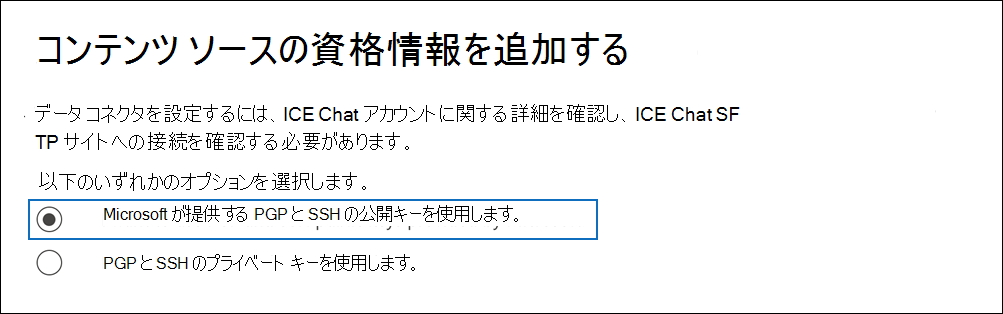 コンテンツ ソースの資格情報を追加する
データ コネクタを設定するには、ICE Chat アカウントに関する詳細を確認し、ICE Chat SF
TP サイトへの接続を確認する必要があります。
以下のいずれかのオプションを選択します。
Microsoft が提供する PGP と SSH の公開キーを使用します。
PGP と SSH のプライベート キーを使用します。